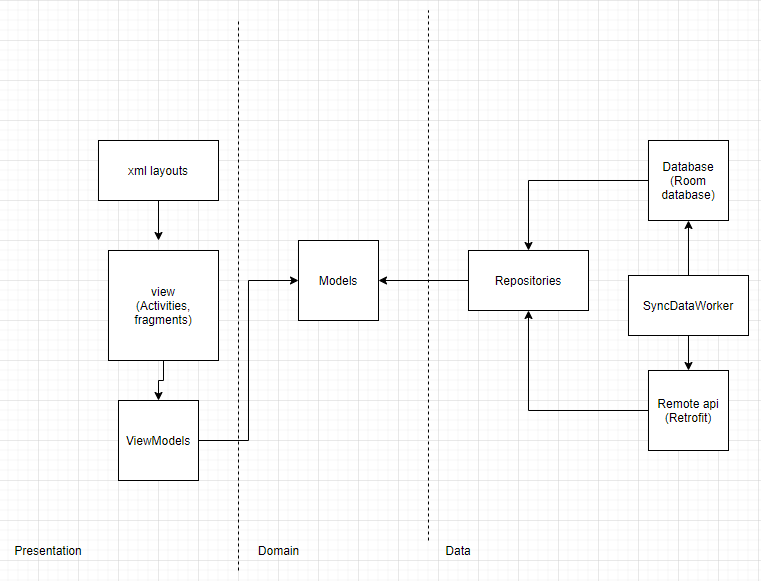 xml layouts
view
(Activities,
fragments)
ViewModels
Models
Repositories
Database
(Room
database)
SyncDataWorker
Remote api
(Retrofit)
Presentation
Domain
Data